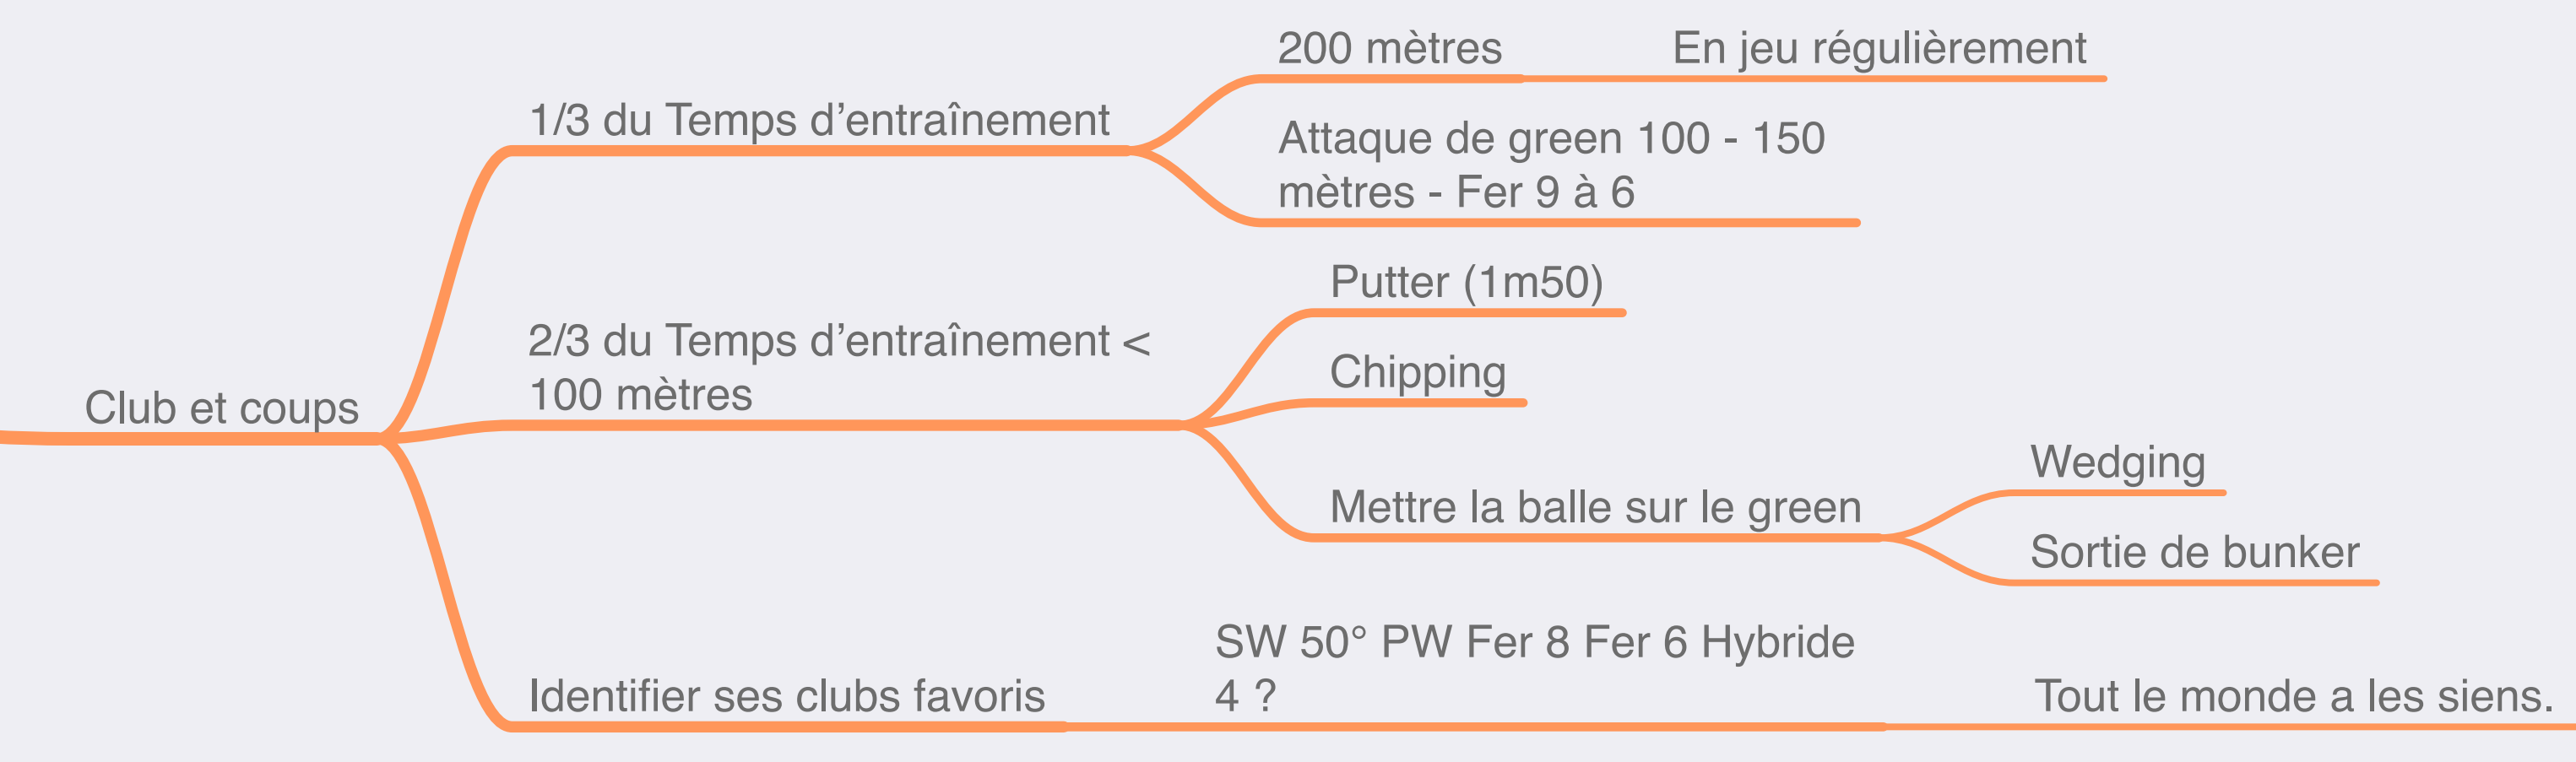 200 mètres
En jeu régulièrement
1/3 du Temps d’entraînement
Attaque de green 100 - 150
mètres - Fer 9 à 6
Putter (1m50)
2/3 du Temps d’entraînement <
100 mètres
Chipping
Club et coups
Wedging
Mettre la balle sur le green
Sortie de bunker
SW 50° PW Fer 8 Fer 6 Hybride
4 ?
Identifier ses clubs favoris
Tout le monde a les siens.